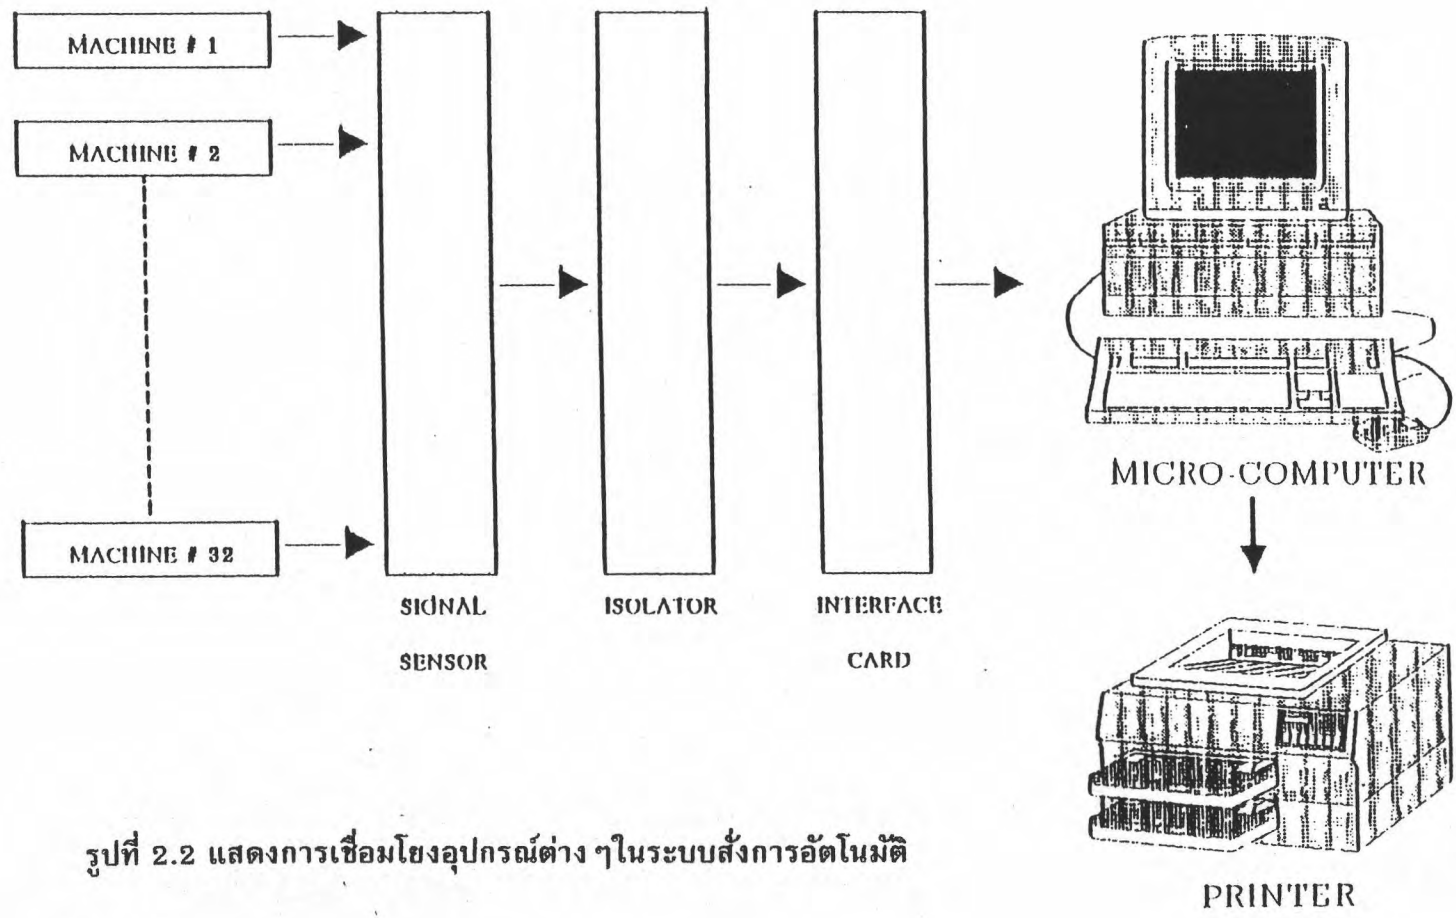 MACHINE # 1
MACHINE # 2
MACHINE # 32
SIGNAL
SENSOR
ISOLATOR
INTERFACE
CARD
MICRO-COMPUTER
PRINTER
รูปที่ 2.2 แสดงการเชื่อมโยงอุปกรณ์ต่าง ๆในระบบสั่งการอัตโนมัติ